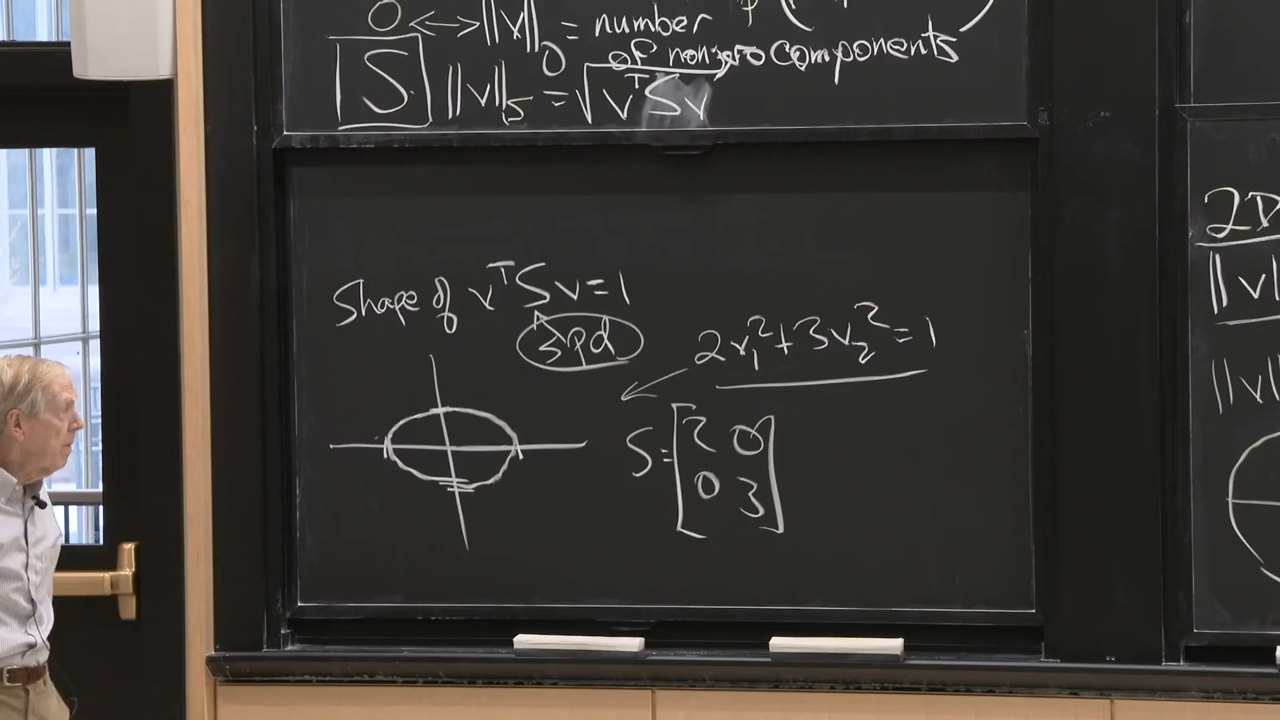 0 ↔ ||v||₀ = number
of nonzero components
S ||v||_S = √(vᵀSv)
Shape of vᵀSv=1
spd
2v₁²+3v₂²=1
S=[2 0
0 3]
2D
||v||
||v||